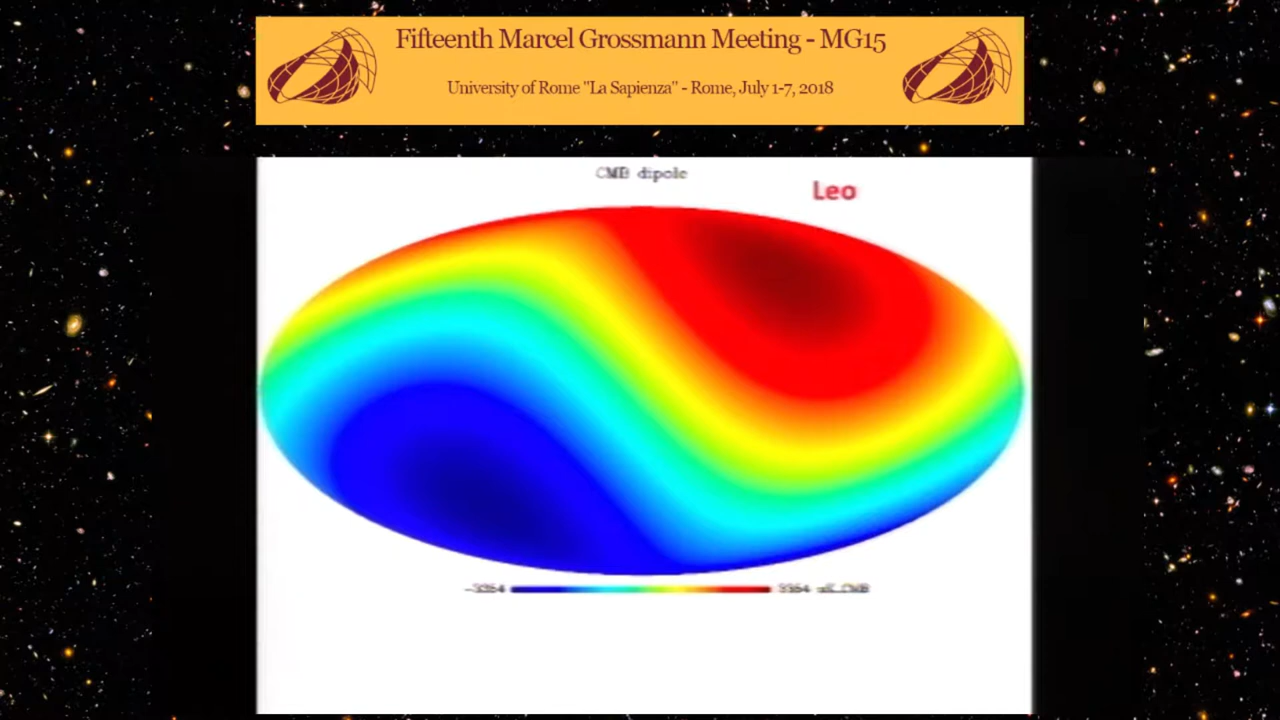 Fifteenth Marcel Grossmann Meeting - MG15
University of Rome "La Sapienza" - Rome, July 1-7, 2018
CMB dipole
Leo
-3354 3354